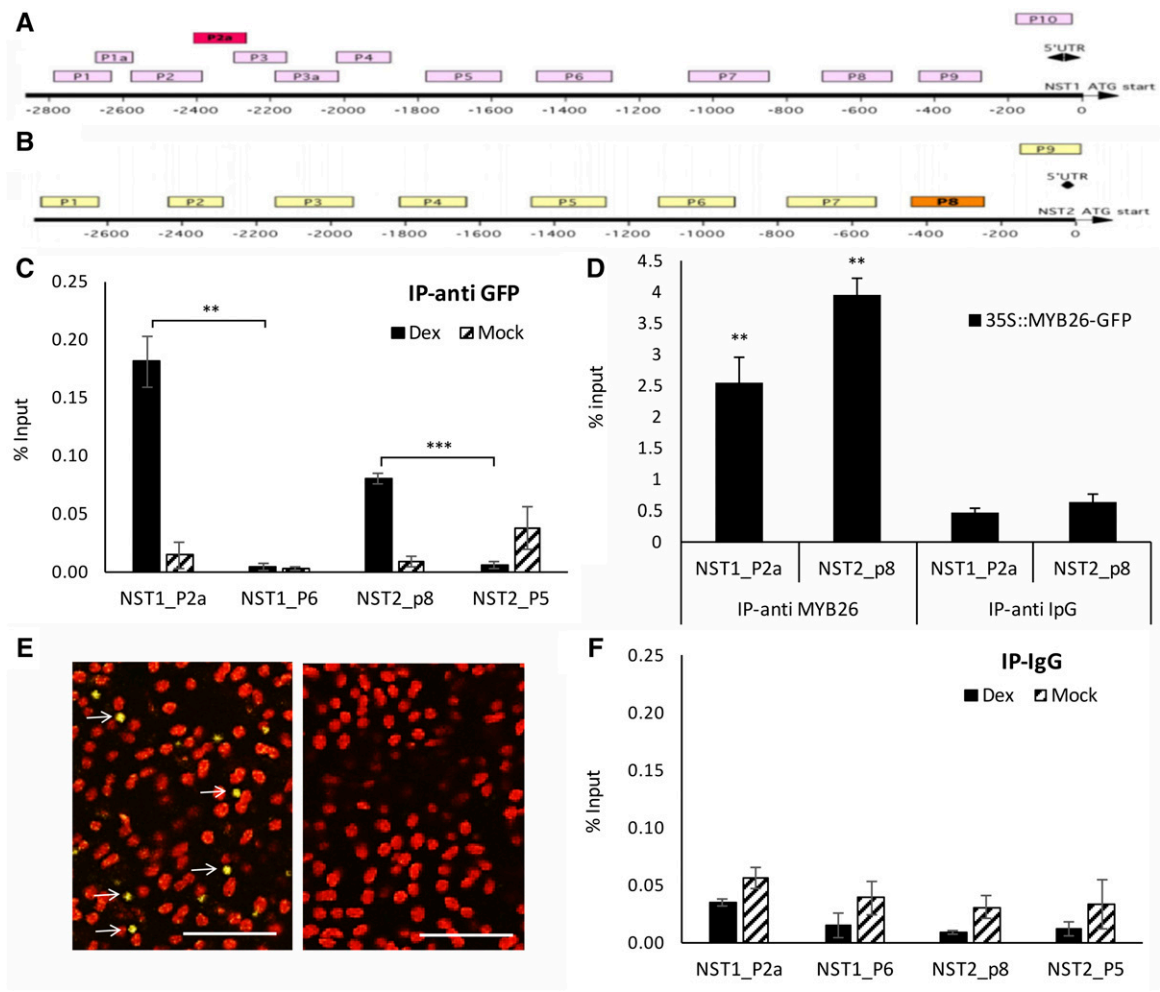 A
P10
P2a
P1a P3 P4 5'UTR
P1 P2 P3a P5 P6 P7 P8 P9
NST1 ATG start
-2800 -2600 -2400 -2200 -2000 -1800 -1600 -1400 -1200 -1000 -800 -600 -400 -200 0
B
P9
5'UTR
P1 P2 P3 P4 P5 P6 P7 P8
NST2 ATG start
-2600 -2400 -2200 -2000 -1800 -1600 -1400 -1200 -1000 -800 -600 -400 -200 0
C
IP-anti GFP
Dex Mock
** ***
% Input
0.25
0.20
0.15
0.10
0.05
0.00
NST1_P2a NST1_P6 NST2_p8 NST2_P5
D
35S::MYB26-GFP
** **
% input
4.5
4
3.5
3
2.5
2
1.5
1
0.5
0
NST1_P2a NST2_p8 NST1_P2a NST2_p8
IP-anti MYB26 IP-anti IpG
E
F
IP-IgG
Dex Mock
% Input
0.25
0.20
0.15
0.10
0.05
0.00
NST1_P2a NST1_P6 NST2_p8 NST2_P5